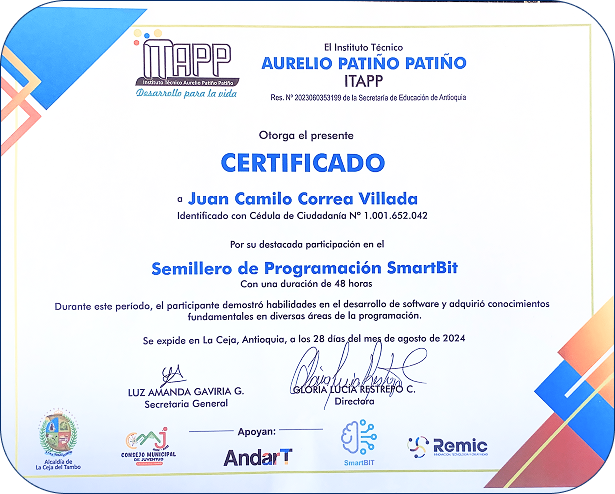 ITAPP
Instituto Técnico Aurelio Patiño Patiño
Desarrollo para la vida
El Instituto Técnico
AURELIO PATIÑO PATIÑO
ITAPP
Res. Nº 2023060353199 de la Secretaria de Educación de Antioquia
Otorga el presente
CERTIFICADO
a Juan Camilo Correa Villada
Identificado con Cédula de Ciudadanía Nº 1.001.652.042
Por su destacada participación en el
Semillero de Programación SmartBit
Con una duración de 48 horas
Durante este período, el participante demostró habilidades en el desarrollo de software y adquirió conocimientos
fundamentales en diversas áreas de la programación.
Se expide en La Ceja, Antioquia, a los 28 días del mes de agosto de 2024
LUZ AMANDA GAVIRIA G.
Secretaria General
GLORIA LUCIA RESTREPO C.
Directora
Apoyan:
Alcaldía de
La Ceja del Tambo
CMJ
CONSEJO MUNICIPAL
DE JUVENTUD
AndarT
SmartBIT
Remic